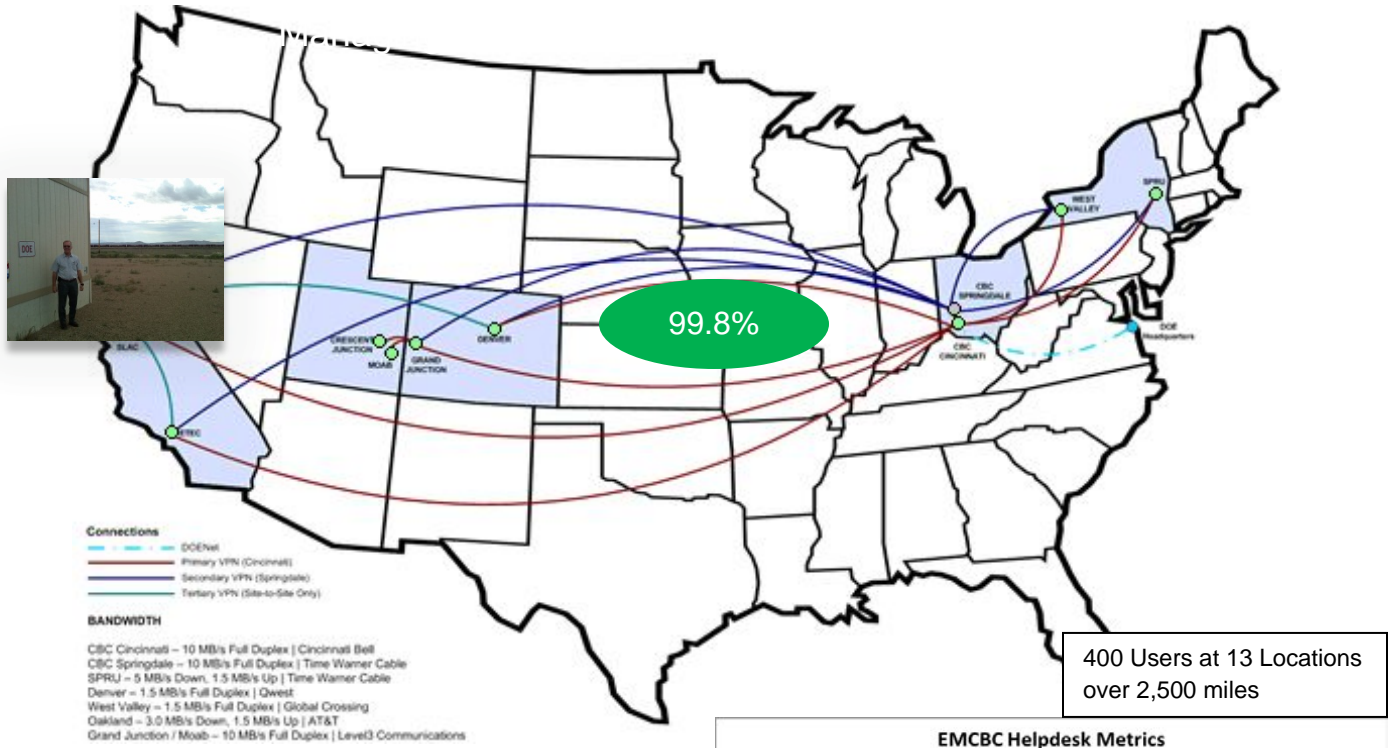 Manag
DOE
WEST
VALLEY
SPRU
CBC
SPRINGDALE
99.8%
CRESCENT
JUNCTION
MOAB
GRAND
JUNCTION
DENVER
CBC
CINCINNATI
DOE
Headquarters
SLAC
ETEC
Connections
DOENet
Primary VPN (Cincinnati)
Secondary VPN (Springdale)
Tertiary VPN (Site-to-Site Only)
BANDWIDTH
CBC Cincinnati – 10 MB/s Full Duplex | Cincinnati Bell
CBC Springdale – 10 MB/s Full Duplex | Time Warner Cable
SPRU – 5 MB/s Down, 1.5 MB/s Up | Time Warner Cable
Denver – 1.5 MB/s Full Duplex | Qwest
West Valley – 1.5 MB/s Full Duplex | Global Crossing
Oakland – 3.0 MB/s Down, 1.5 MB/s Up | AT&T
Grand Junction / Moab – 10 MB/s Full Duplex | Level3 Communications
400 Users at 13 Locations
over 2,500 miles
EMCBC Helpdesk Metrics